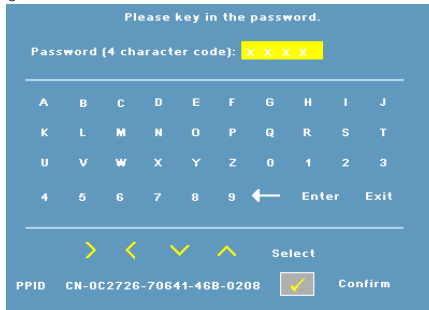 Please key in the password.
Password (4 character code): X X X X
A B C D E F G H I J
K L M N O P Q R S T
U V W X Y Z 0 1 2 3
4 5 6 7 8 9 ← Enter Exit
Select
PPID CN-0C2726-70641-46B-0208 ✓ Confirm